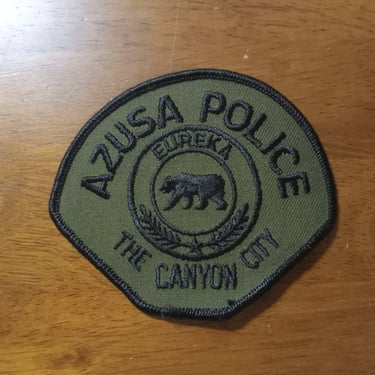 AZUSA POLICE
EUREKA
THE CANYON CITY